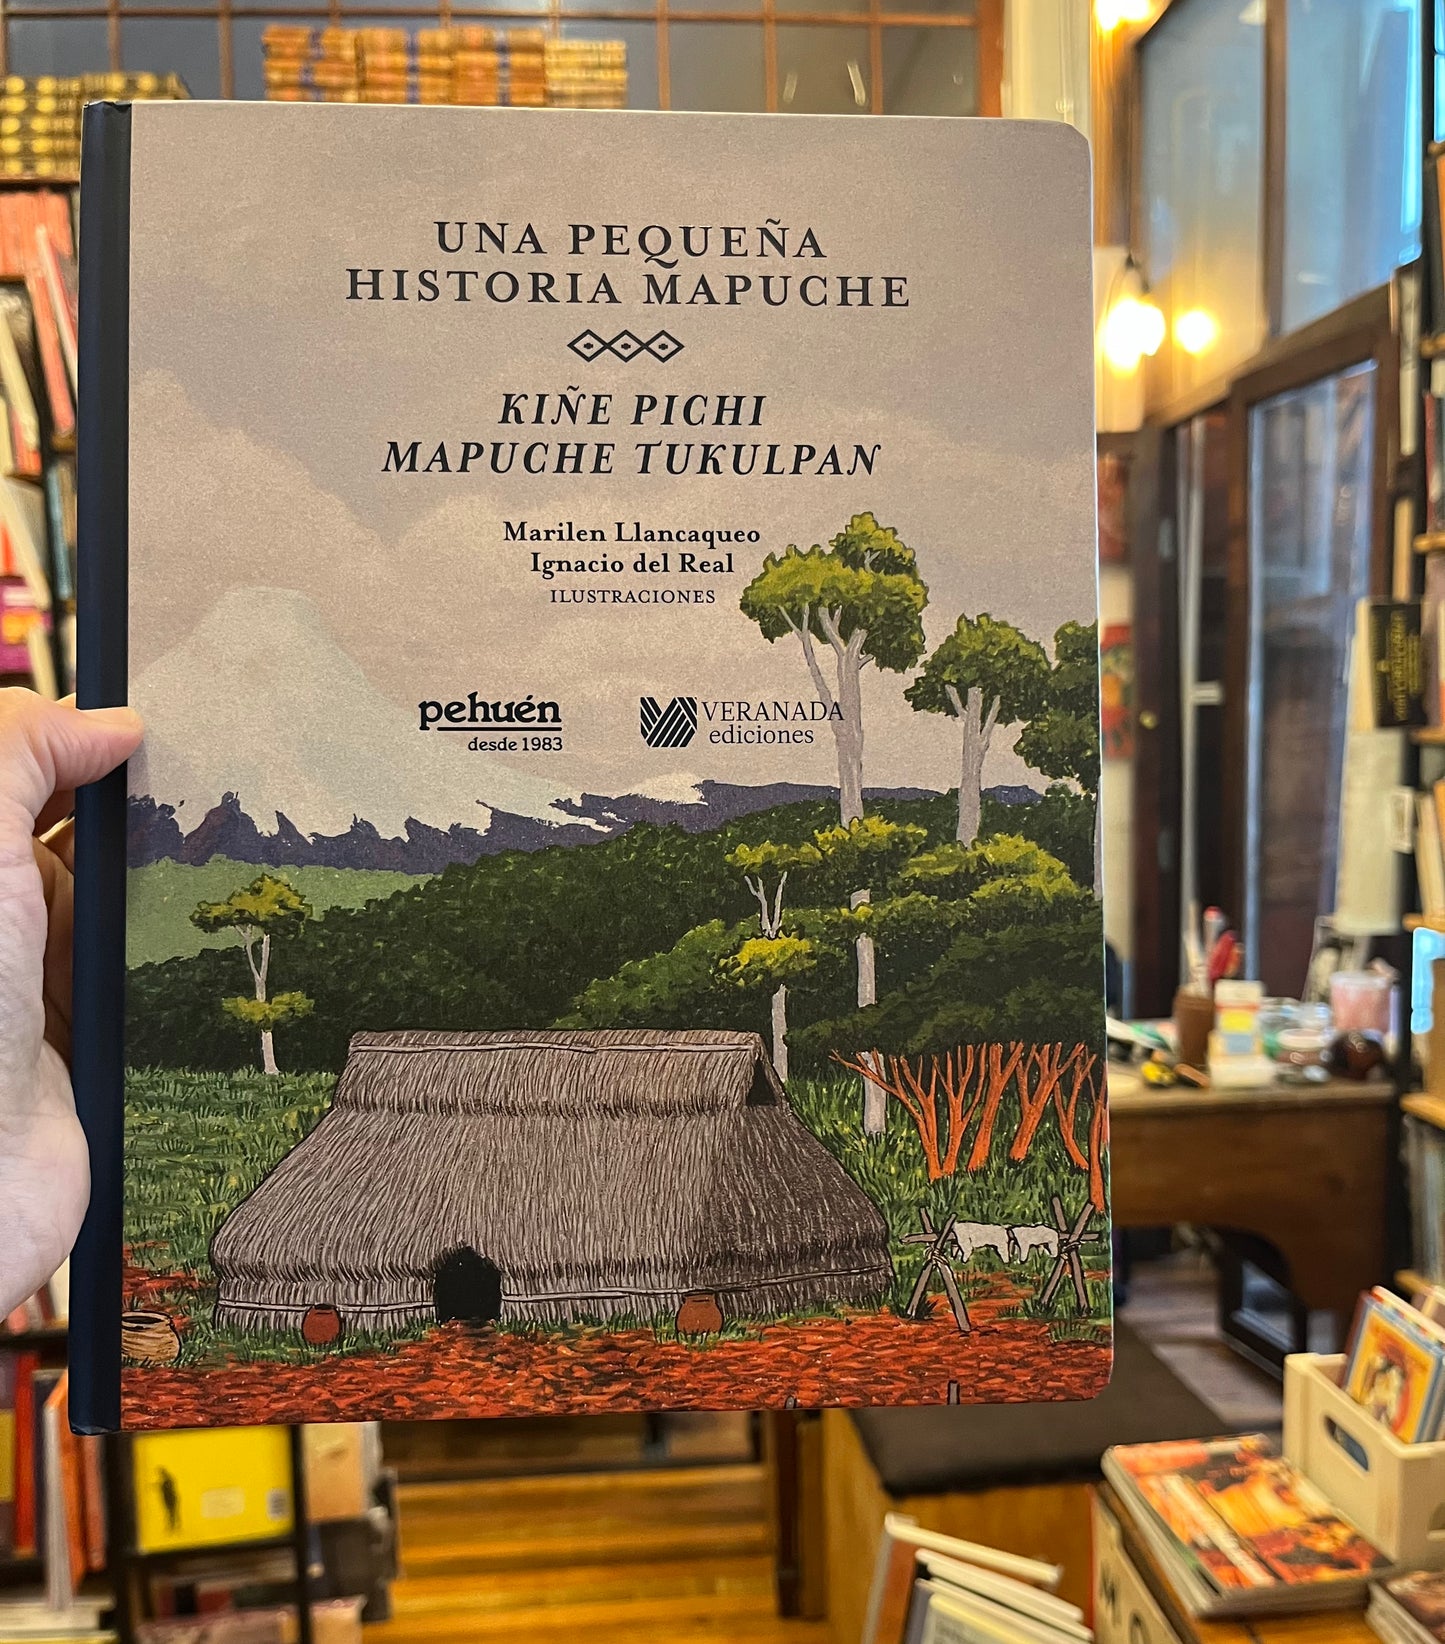 UNA PEQUEÑA
HISTORIA MAPUCHE
KIÑE PICHI
MAPUCHE TUKULPAN
Marilen Llancaqueo
Ignacio del Real
ILUSTRACIONES
pehuén
desde 1983
VERANADA
ediciones